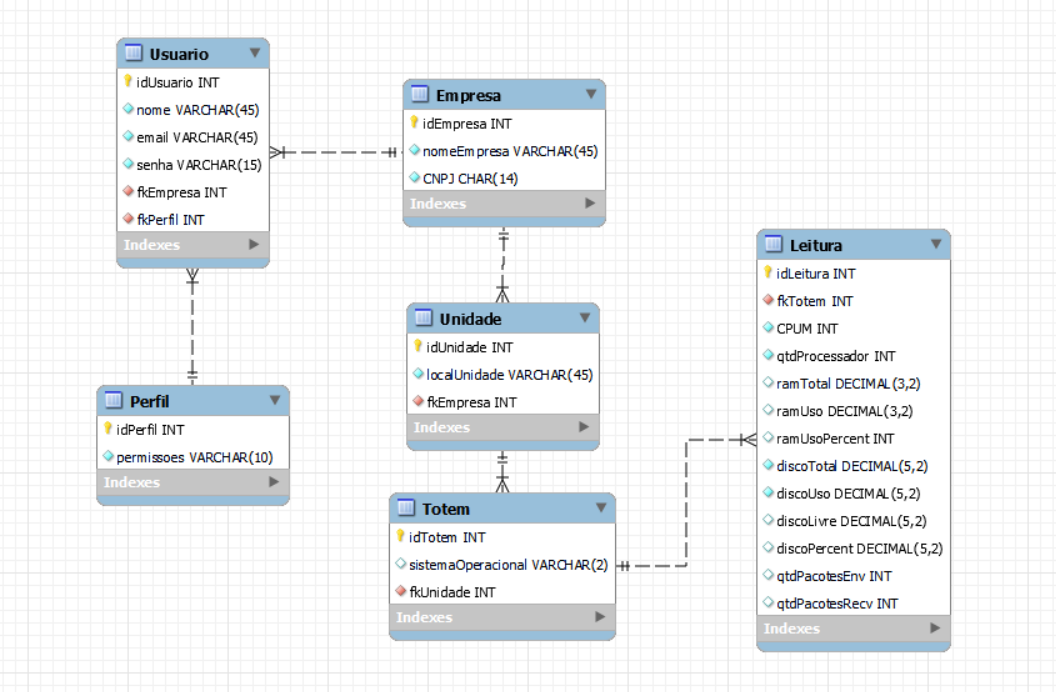 Usuario
idUsuario INT
nome VARCHAR(45)
email VARCHAR(45)
senha VARCHAR(15)
fkEmpresa INT
fkPerfil INT
Indexes
Empresa
idEmpresa INT
nomeEmpresa VARCHAR(45)
CNPJ CHAR(14)
Indexes
Unidade
idUnidade INT
localUnidade VARCHAR(45)
fkEmpresa INT
Indexes
Perfil
idPerfil INT
permissoes VARCHAR(10)
Indexes
Totem
idTotem INT
sistemaOperacional VARCHAR(2)
fkUnidade INT
Indexes
Leitura
idLeitura INT
fkTotem INT
CPUM INT
qtdProcessador INT
ramTotal DECIMAL(3,2)
ramUso DECIMAL(3,2)
ramUsoPercent INT
discoTotal DECIMAL(5,2)
discoUso DECIMAL(5,2)
discoLivre DECIMAL(5,2)
discoPercent DECIMAL(5,2)
qtdPacotesEnv INT
qtdPacotesRecv INT
Indexes